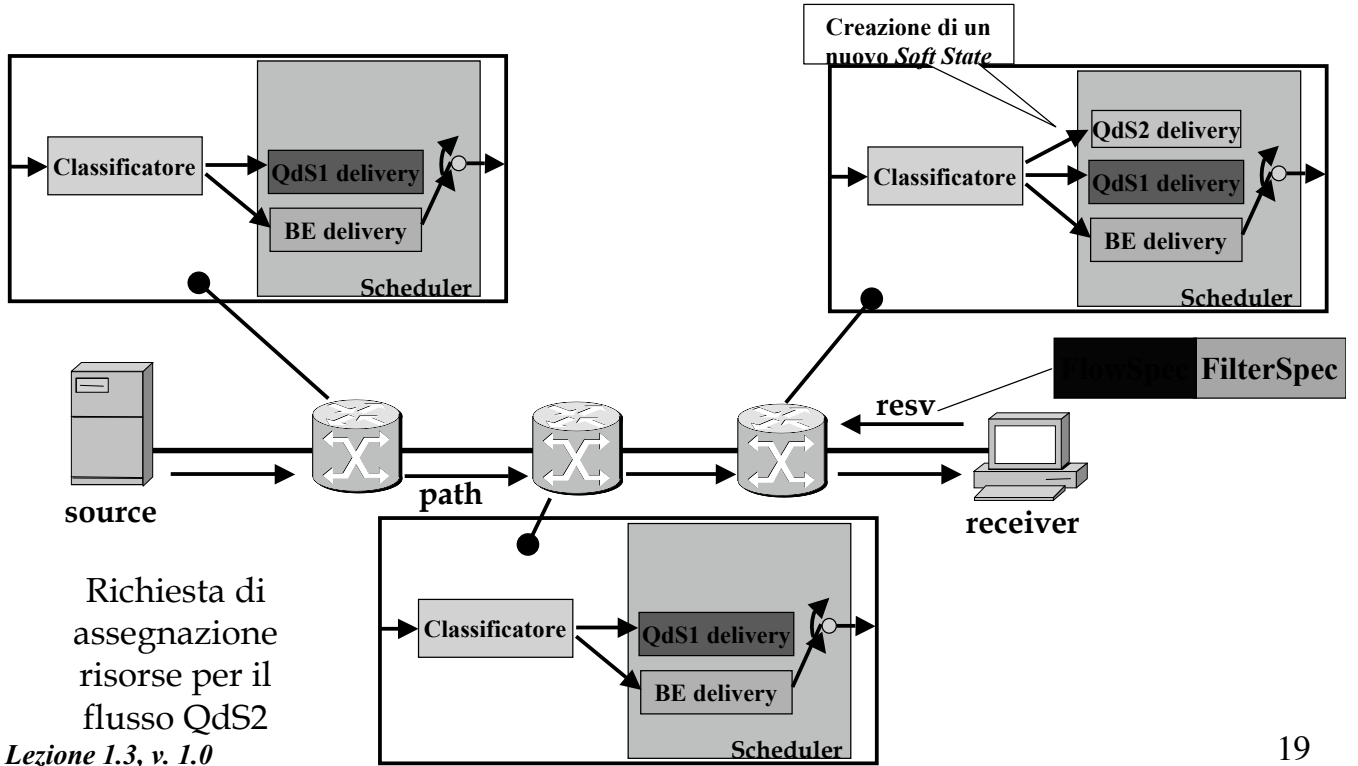 Creazione di un
nuovo Soft State
Classificatore
QdS1 delivery
BE delivery
Scheduler
Classificatore
QdS2 delivery
QdS1 delivery
BE delivery
Scheduler
FlowSpec FilterSpec
resv
path
source
receiver
Classificatore
QdS1 delivery
BE delivery
Scheduler
Richiesta di
assegnazione
risorse per il
flusso QdS2
Lezione 1.3, v. 1.0
19